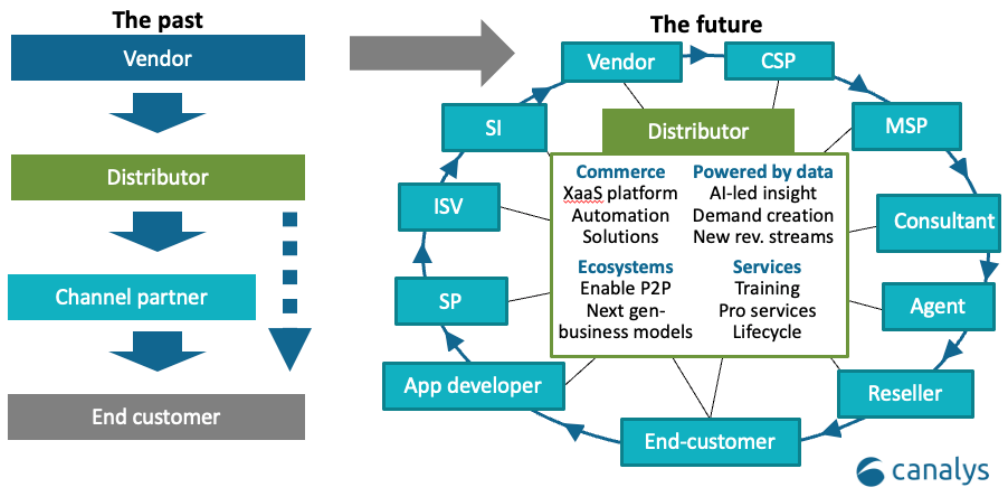 The past
Vendor
Distributor
Channel partner
End customer
The future
Vendor
CSP
MSP
Consultant
Agent
Reseller
End-customer
App developer
SP
ISV
SI
Distributor
Commerce
XaaS platform
Automation
Solutions
Powered by data
AI-led insight
Demand creation
New rev. streams
Ecosystems
Enable P2P
Next gen-
business models
Services
Training
Pro services
Lifecycle
canalys